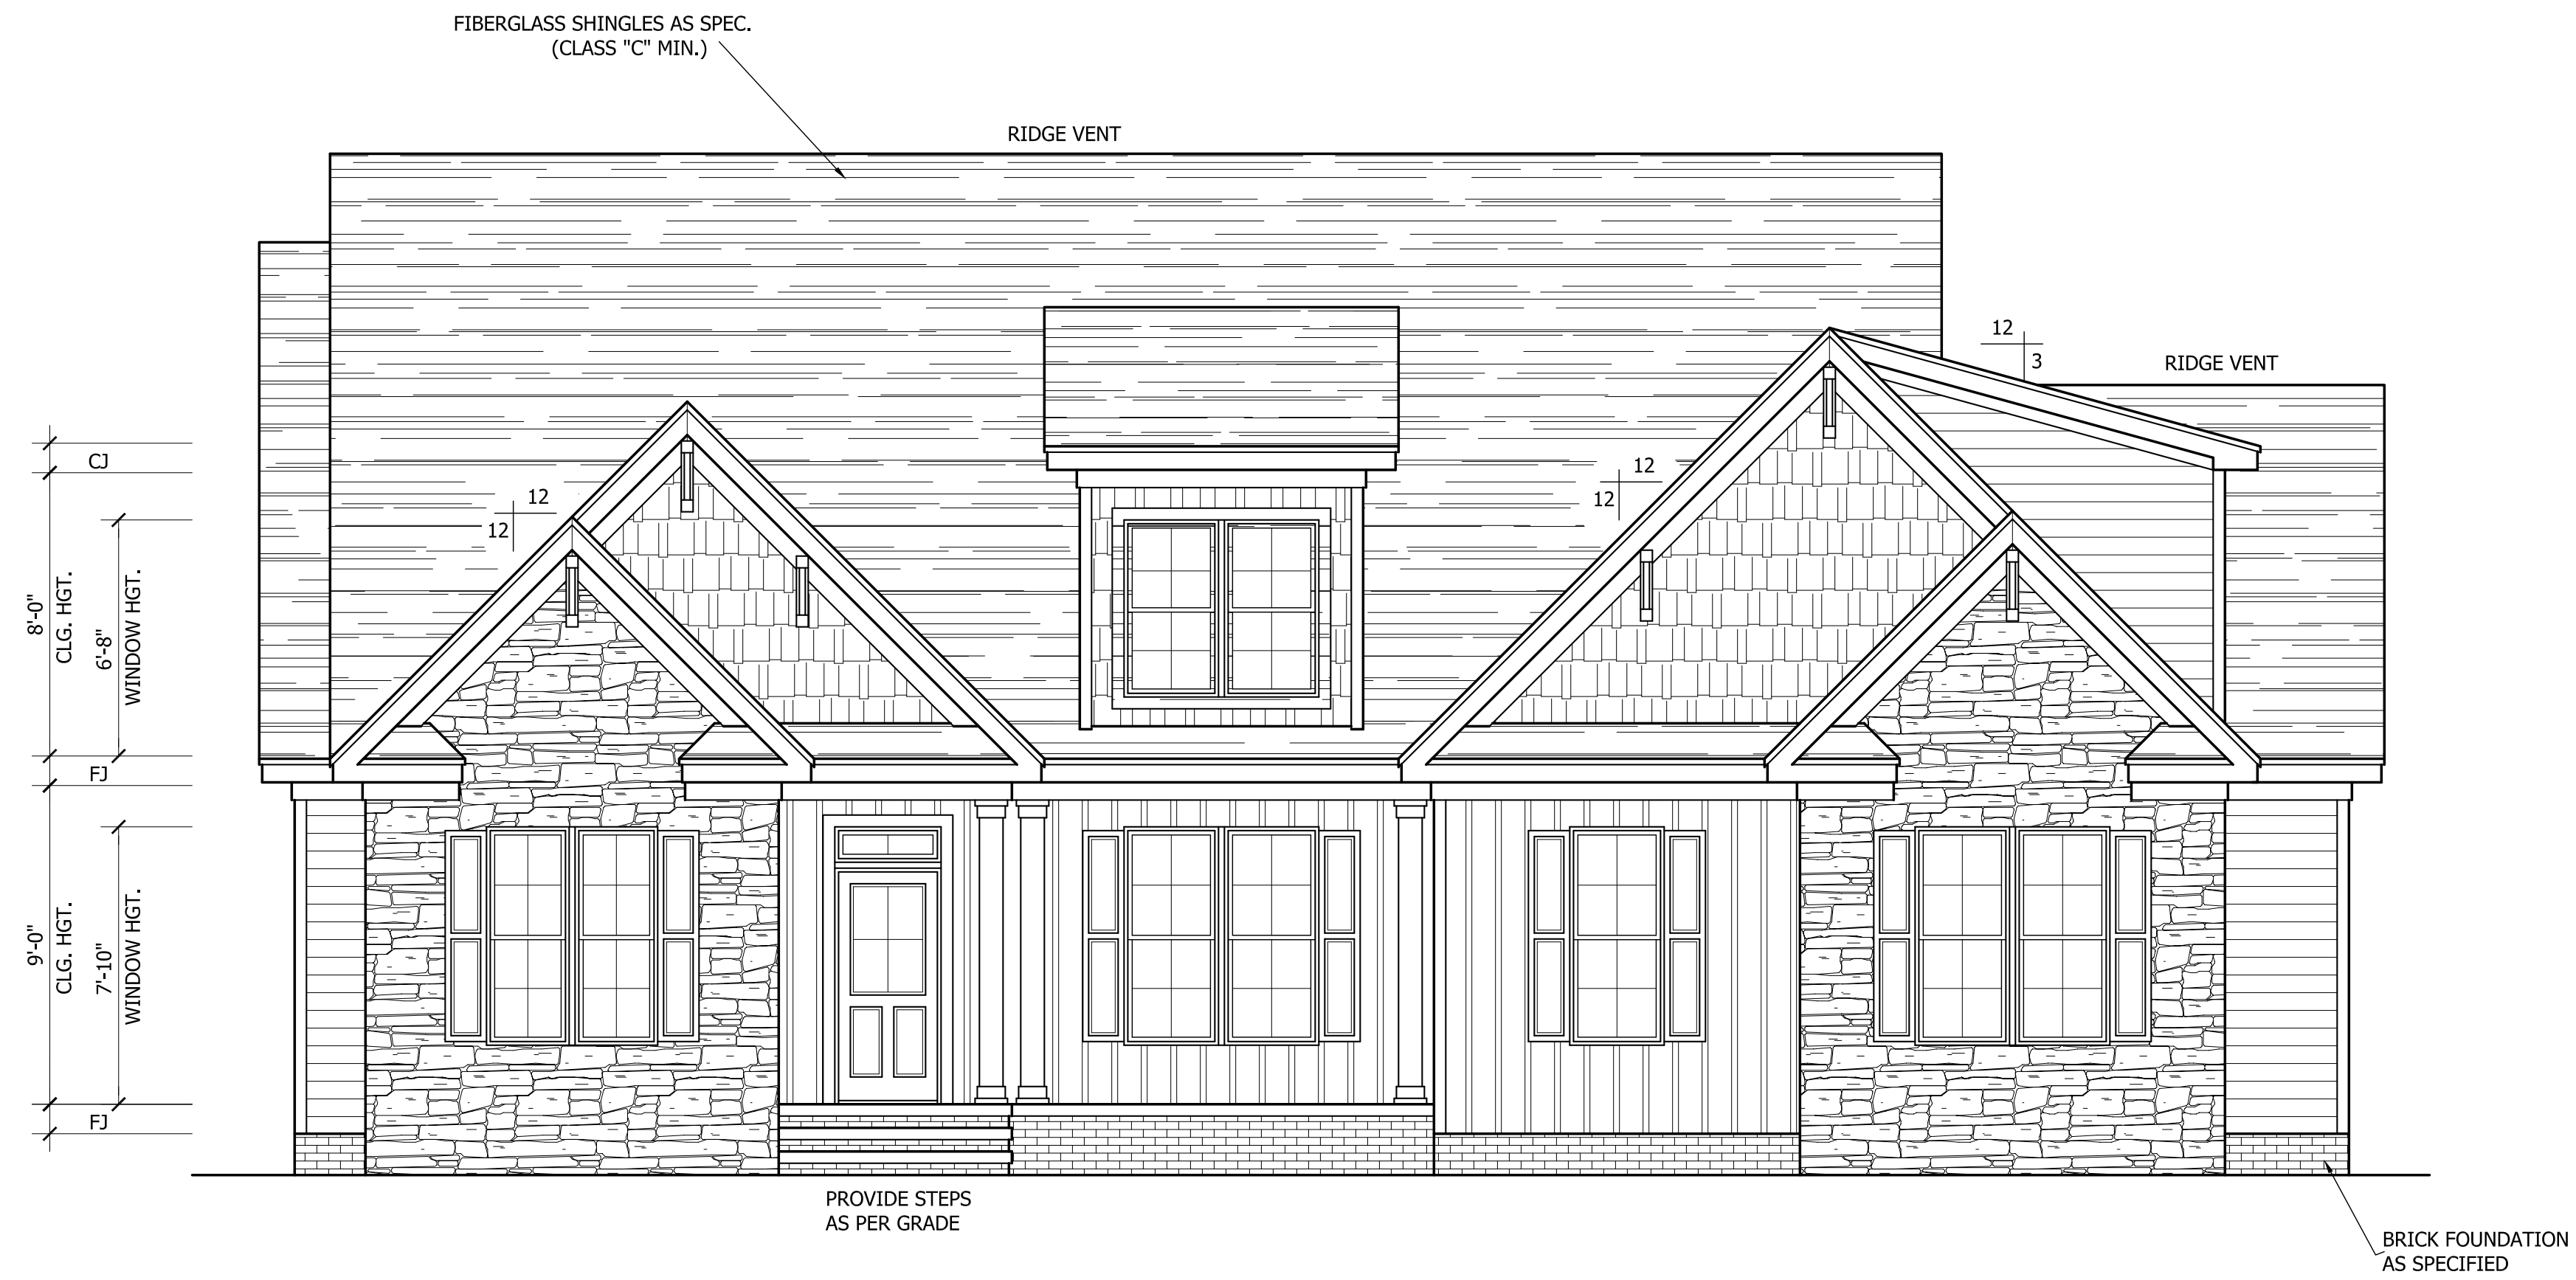 FIBERGLASS SHINGLES AS SPEC.
(CLASS "C" MIN.)
RIDGE VENT
12
3
RIDGE VENT
CJ
12
12
12
12
8'-0"
CLG. HGT.
6'-8"
WINDOW HGT.
FJ
9'-0"
CLG. HGT.
7'-10"
WINDOW HGT.
FJ
PROVIDE STEPS
AS PER GRADE
BRICK FOUNDATION
AS SPECIFIED